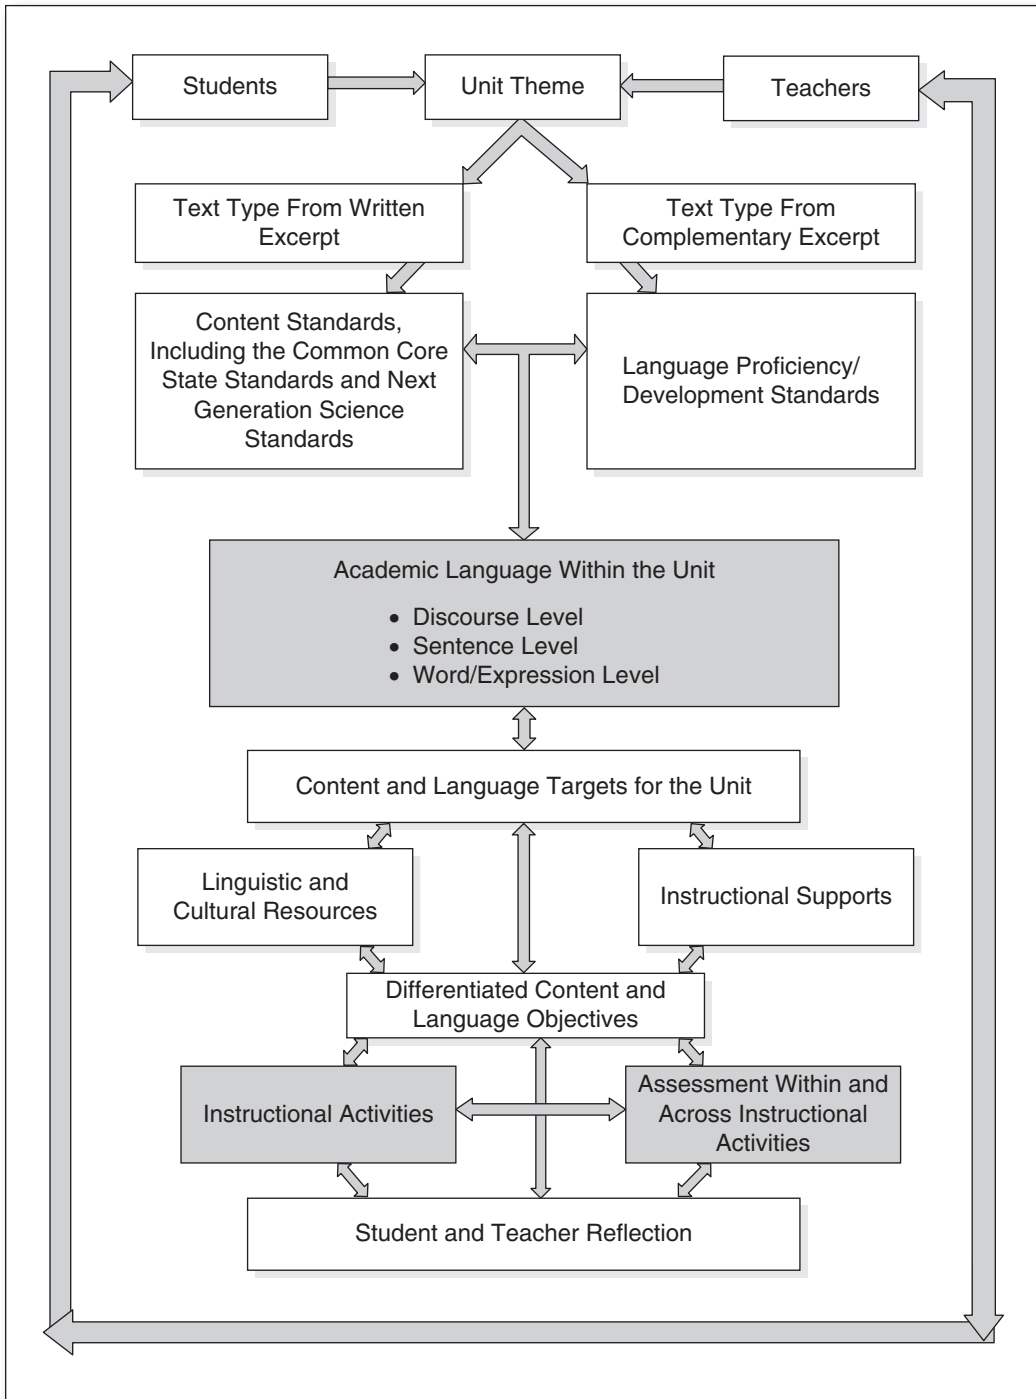 Students
Unit Theme
Teachers
Text Type From Written
Excerpt
Text Type From
Complementary Excerpt
Content Standards,
Including the Common Core
State Standards and Next
Generation Science
Standards
Language Proficiency/
Development Standards
Academic Language Within the Unit
• Discourse Level
• Sentence Level
• Word/Expression Level
Content and Language Targets for the Unit
Linguistic and
Cultural Resources
Instructional Supports
Differentiated Content and
Language Objectives
Instructional Activities
Assessment Within and
Across Instructional
Activities
Student and Teacher Reflection